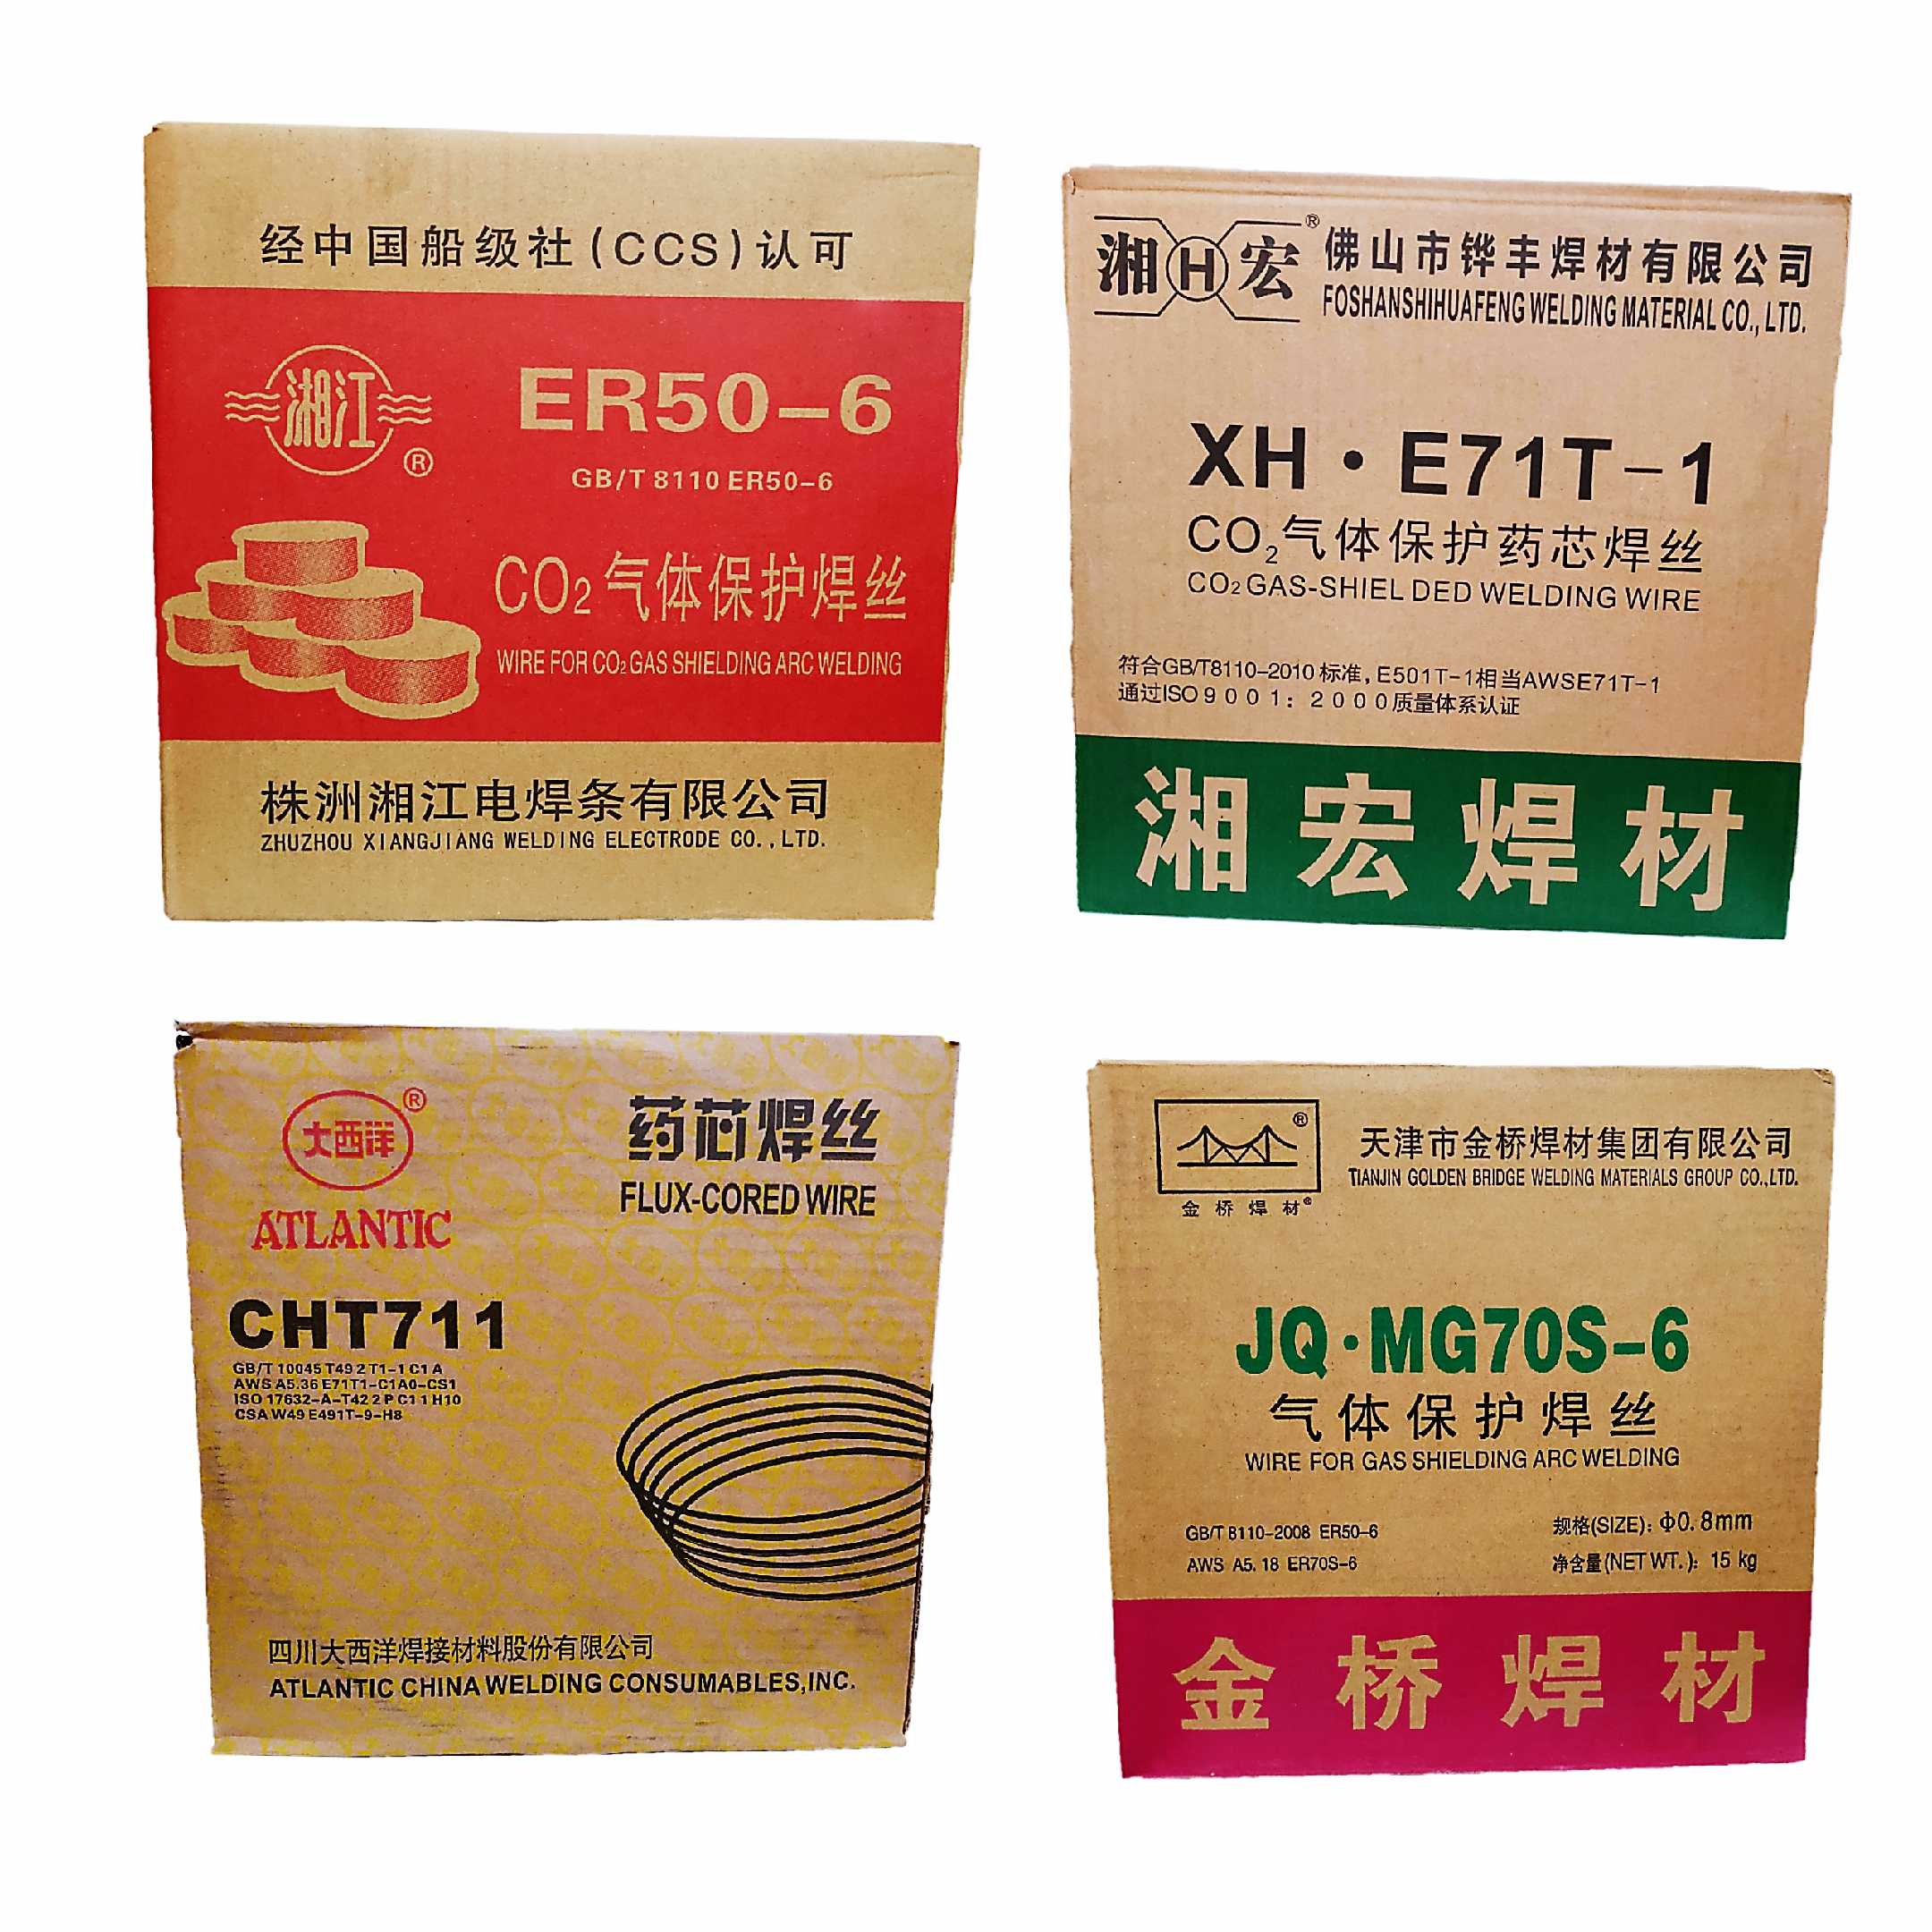 经中国船级社(CCS)认可
湘江
®
ER50-6
GB/T 8110 ER50-6
CO₂气体保护焊丝
WIRE FOR CO₂ GAS SHIELDING ARC WELDING
株洲湘江电焊条有限公司
ZHUZHOU XIANGJIANG WELDING ELECTRODE CO.,LTD.
湘H宏®
佛山市铧丰焊材有限公司
FOSHANSHIHUAFENG WELDING MATERIAL CO., LTD.
XH·E71T-1
CO₂气体保护药芯焊丝
CO₂ GAS-SHIEL DED WELDING WIRE
符合GB/T8110-2010标准,E501T-1相当AWSE71T-1
通过ISO9001:2000质量体系认证
湘宏焊材
大西洋®
ATLANTIC
药芯焊丝
FLUX-CORED WIRE
CHT711
GB/T 10045 T49 2 T1-1 C1 A
AWS A5.36 E71T1-C1A0-CS1
ISO 17632-A-T42 2 P C1 1 H10
CSA W49 E491T-9-H8
四川大西洋焊接材料股份有限公司
ATLANTIC CHINA WELDING CONSUMABLES,INC.
®
金桥焊材®
天津市金桥焊材集团有限公司
TIANJIN GOLDEN BRIDGE WELDING MATERIALS GROUP CO.,LTD.
JQ·MG70S-6
气体保护焊丝
WIRE FOR GAS SHIELDING ARC WELDING
GB/T 8110-2008 ER50-6
AWS A5.18 ER70S-6
规格(SIZE): Φ0.8mm
净含量(NET WT.): 15 kg
金桥焊材